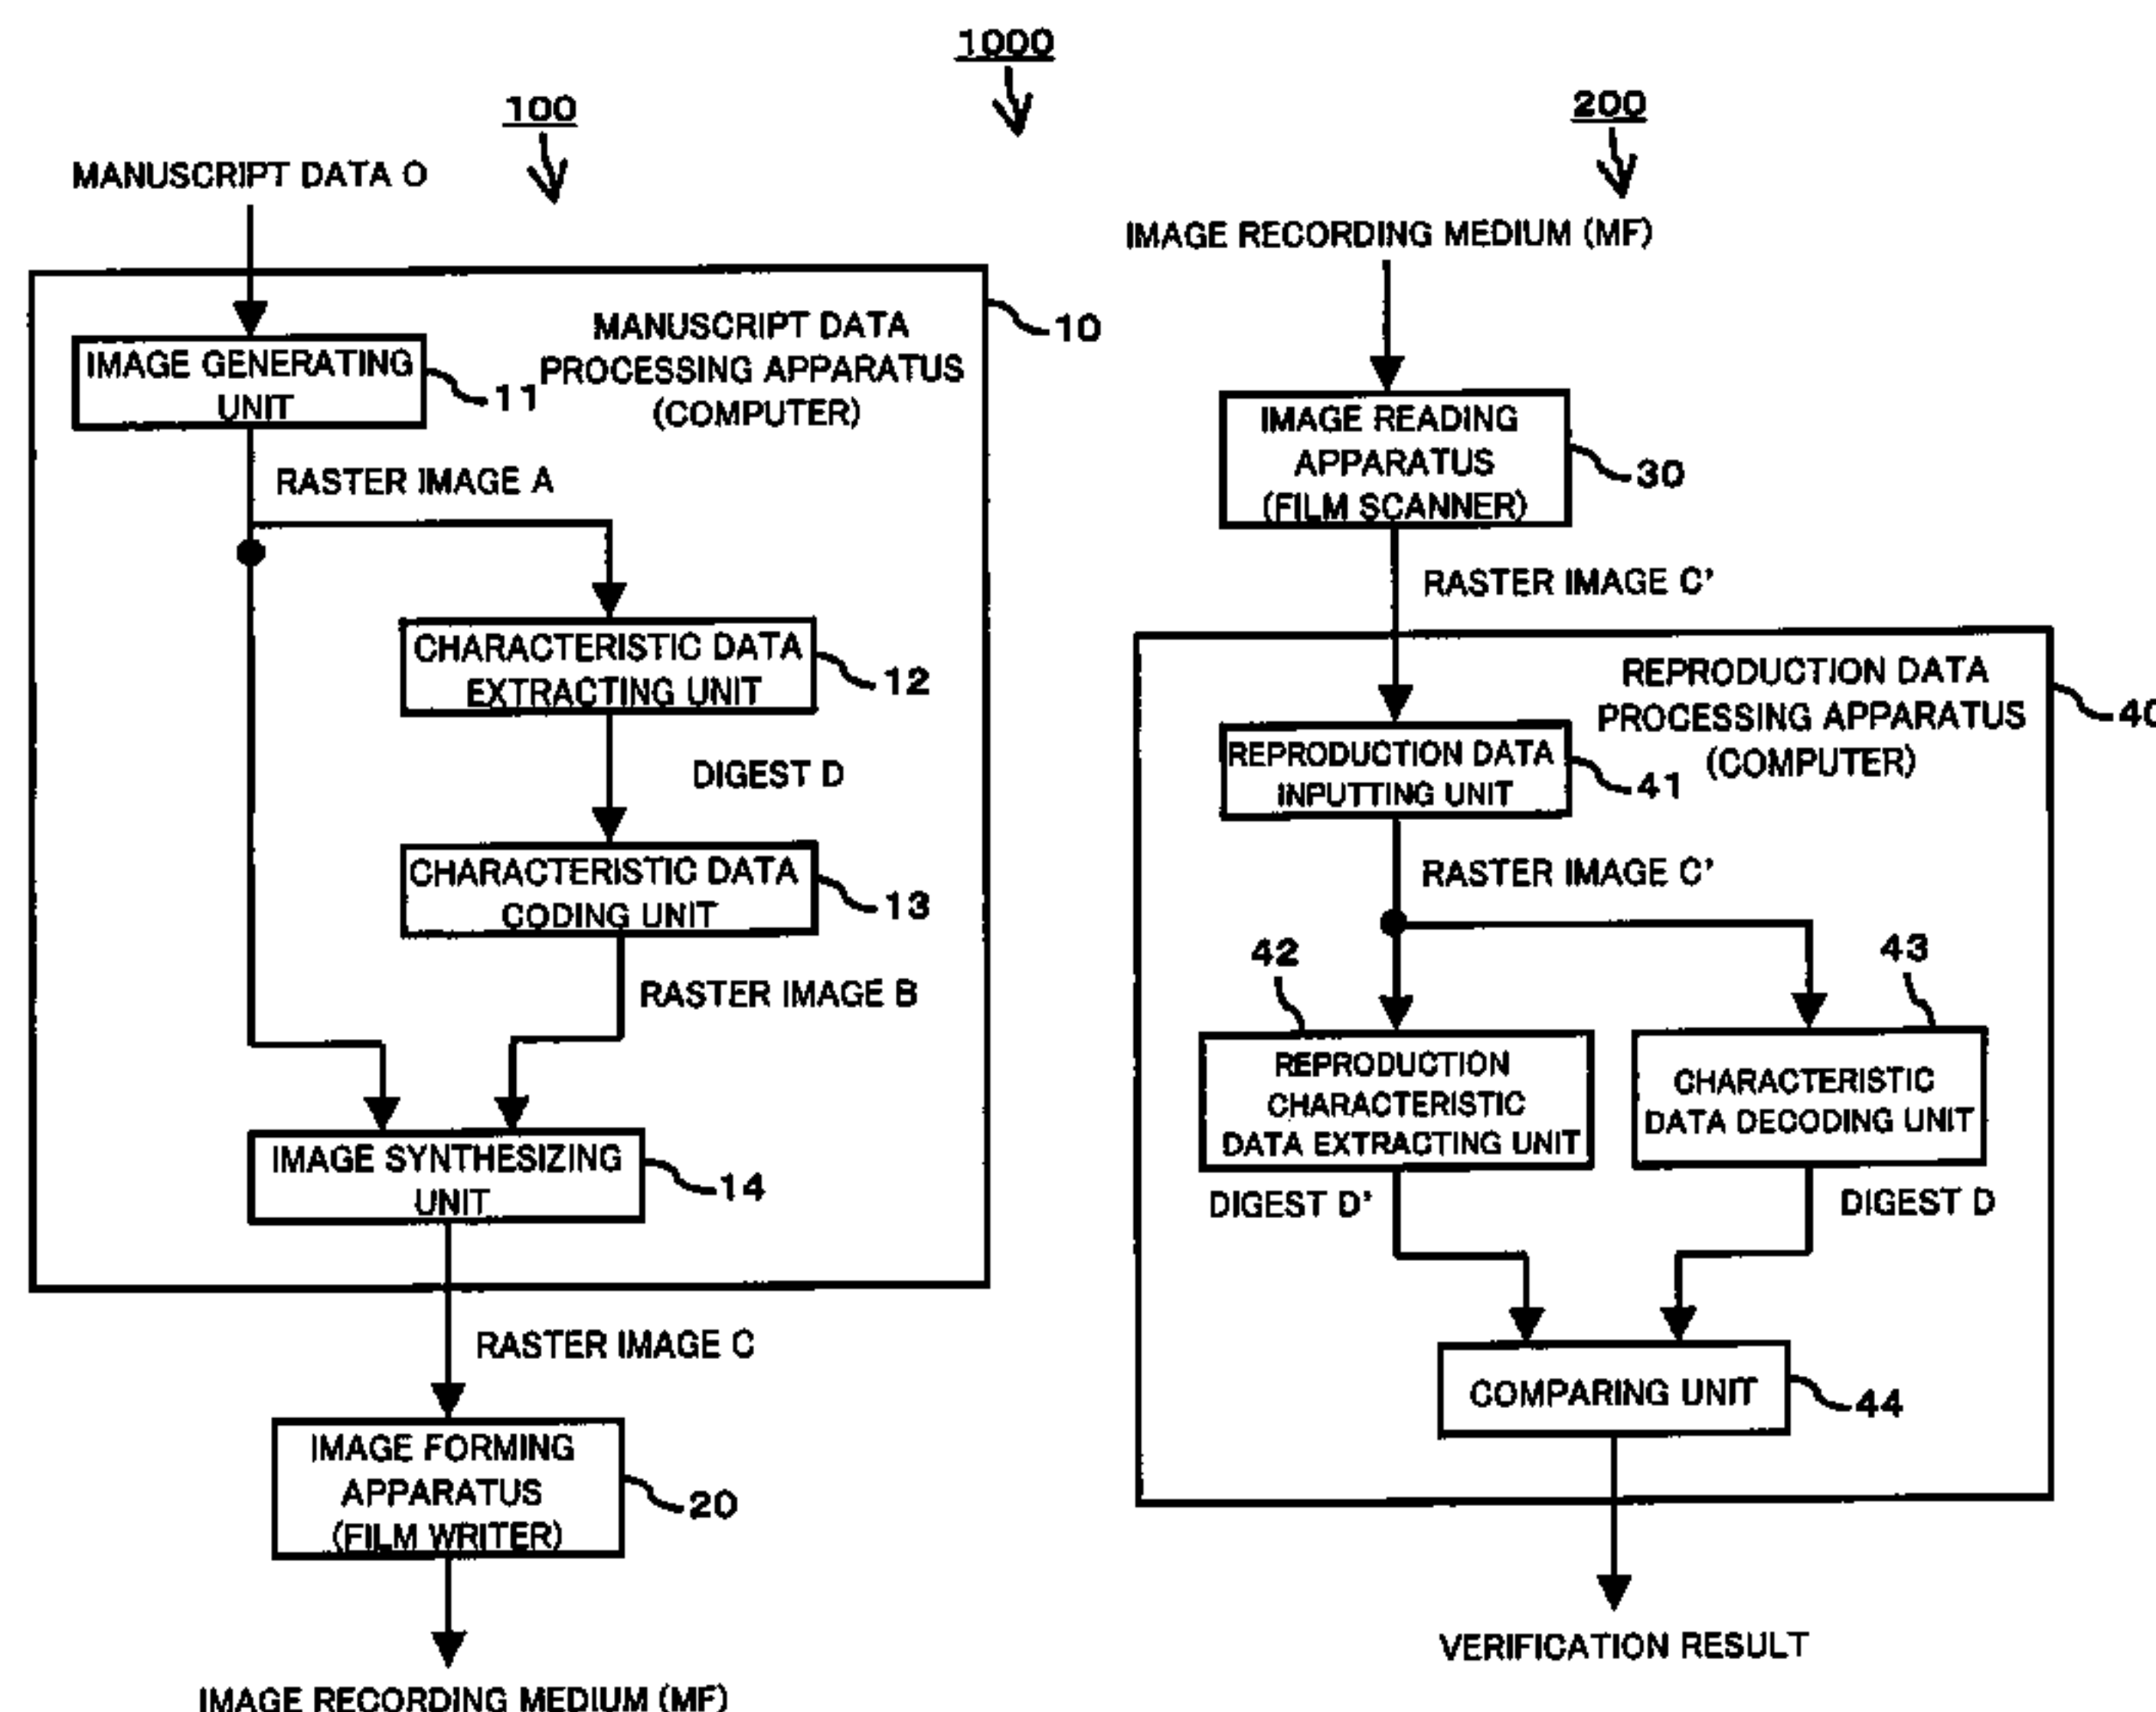 1000
100
MANUSCRIPT DATA O
MANUSCRIPT DATA
PROCESSING APPARATUS
(COMPUTER)
10
IMAGE GENERATING
UNIT
11
RASTER IMAGE A
CHARACTERISTIC DATA
EXTRACTING UNIT
12
DIGEST D
CHARACTERISTIC DATA
CODING UNIT
13
RASTER IMAGE B
IMAGE SYNTHESIZING
UNIT
14
RASTER IMAGE C
IMAGE FORMING
APPARATUS
(FILM WRITER)
20
IMAGE RECORDING MEDIUM (MF)
200
IMAGE RECORDING MEDIUM (MF)
IMAGE READING
APPARATUS
(FILM SCANNER)
30
RASTER IMAGE C'
REPRODUCTION DATA
PROCESSING APPARATUS
(COMPUTER)
40
REPRODUCTION DATA
INPUTTING UNIT
41
RASTER IMAGE C'
42
REPRODUCTION
CHARACTERISTIC
DATA EXTRACTING UNIT
43
CHARACTERISTIC
DATA DECODING UNIT
DIGEST D'
DIGEST D
COMPARING UNIT
44
VERIFICATION RESULT